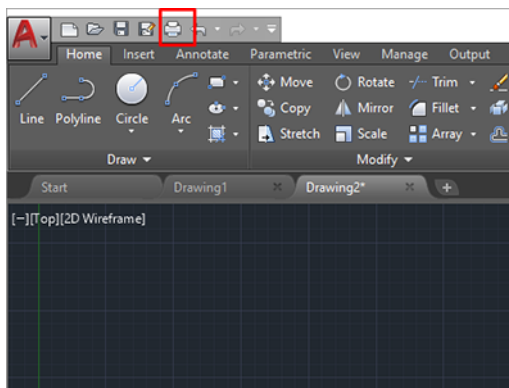 A
Home Insert Annotate Parametric View Manage Output
Line Polyline Circle Arc
Move Rotate Trim
Copy Mirror Fillet
Stretch Scale Array
Draw Modify
Start Drawing1 Drawing2*
[−][Top][2D Wireframe]